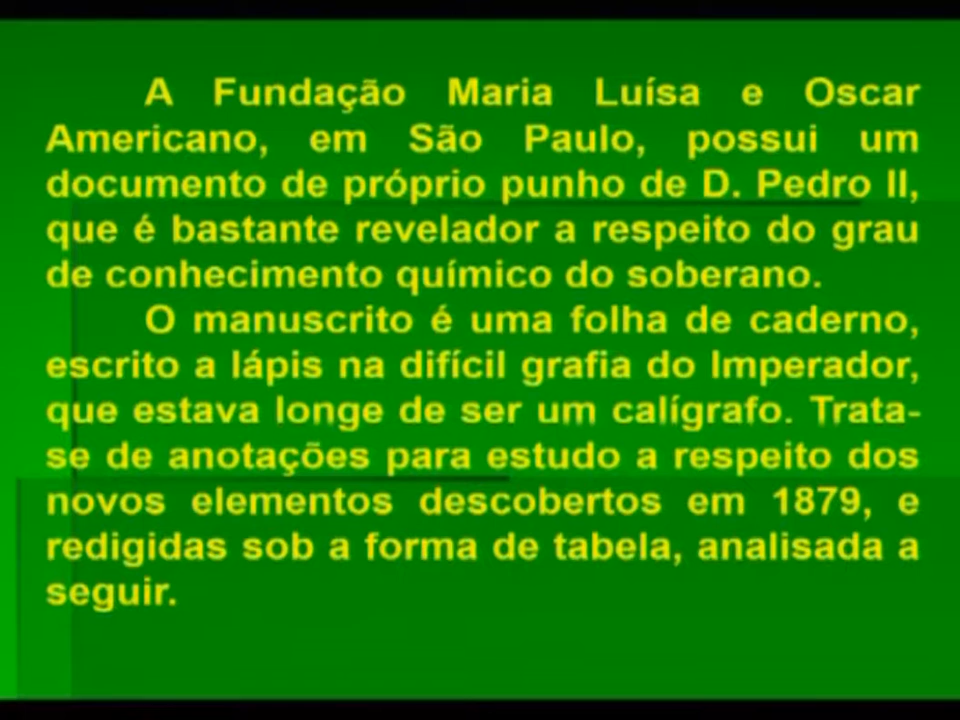 A Fundação Maria Luísa e Oscar
Americano, em São Paulo, possui um
documento de próprio punho de D. Pedro II,
que é bastante revelador a respeito do grau
de conhecimento químico do soberano.
O manuscrito é uma folha de caderno,
escrito a lápis na difícil grafia do Imperador,
que estava longe de ser um calígrafo. Trata-
se de anotações para estudo a respeito dos
novos elementos descobertos em 1879, e
redigidas sob a forma de tabela, analisada a
seguir.